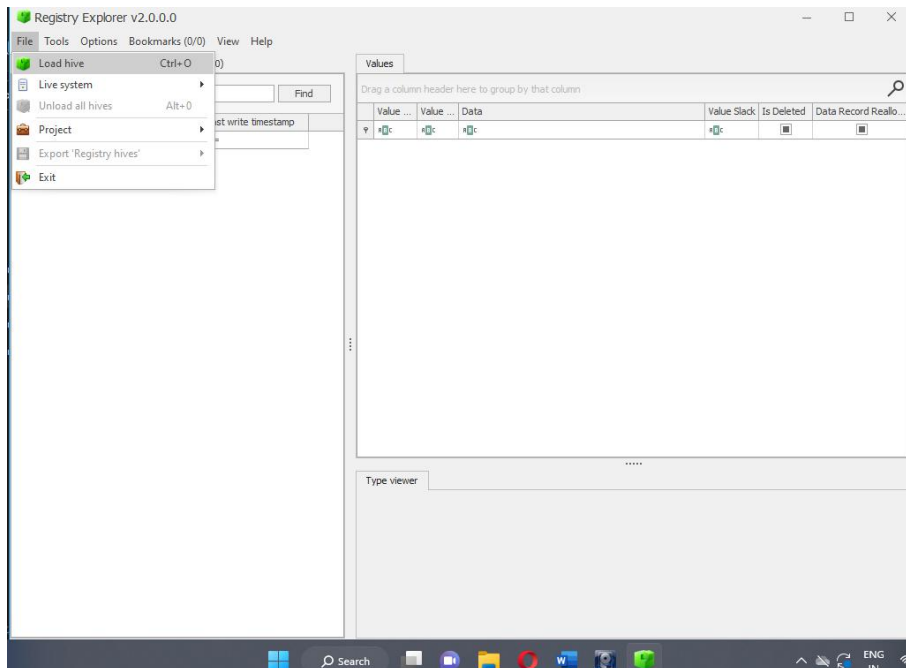 Registry Explorer v2.0.0.0
File Tools Options Bookmarks (0/0) View Help
Load hive Ctrl+O
0)
Live system
Unload all hives Alt+0
Project
Export 'Registry hives'
Exit
Find
st write timestamp
=
Values
Drag a column header here to group by that column
Value ... Value ... Data Value Slack Is Deleted Data Record Reallo...
Type viewer
Search
ENG
IN